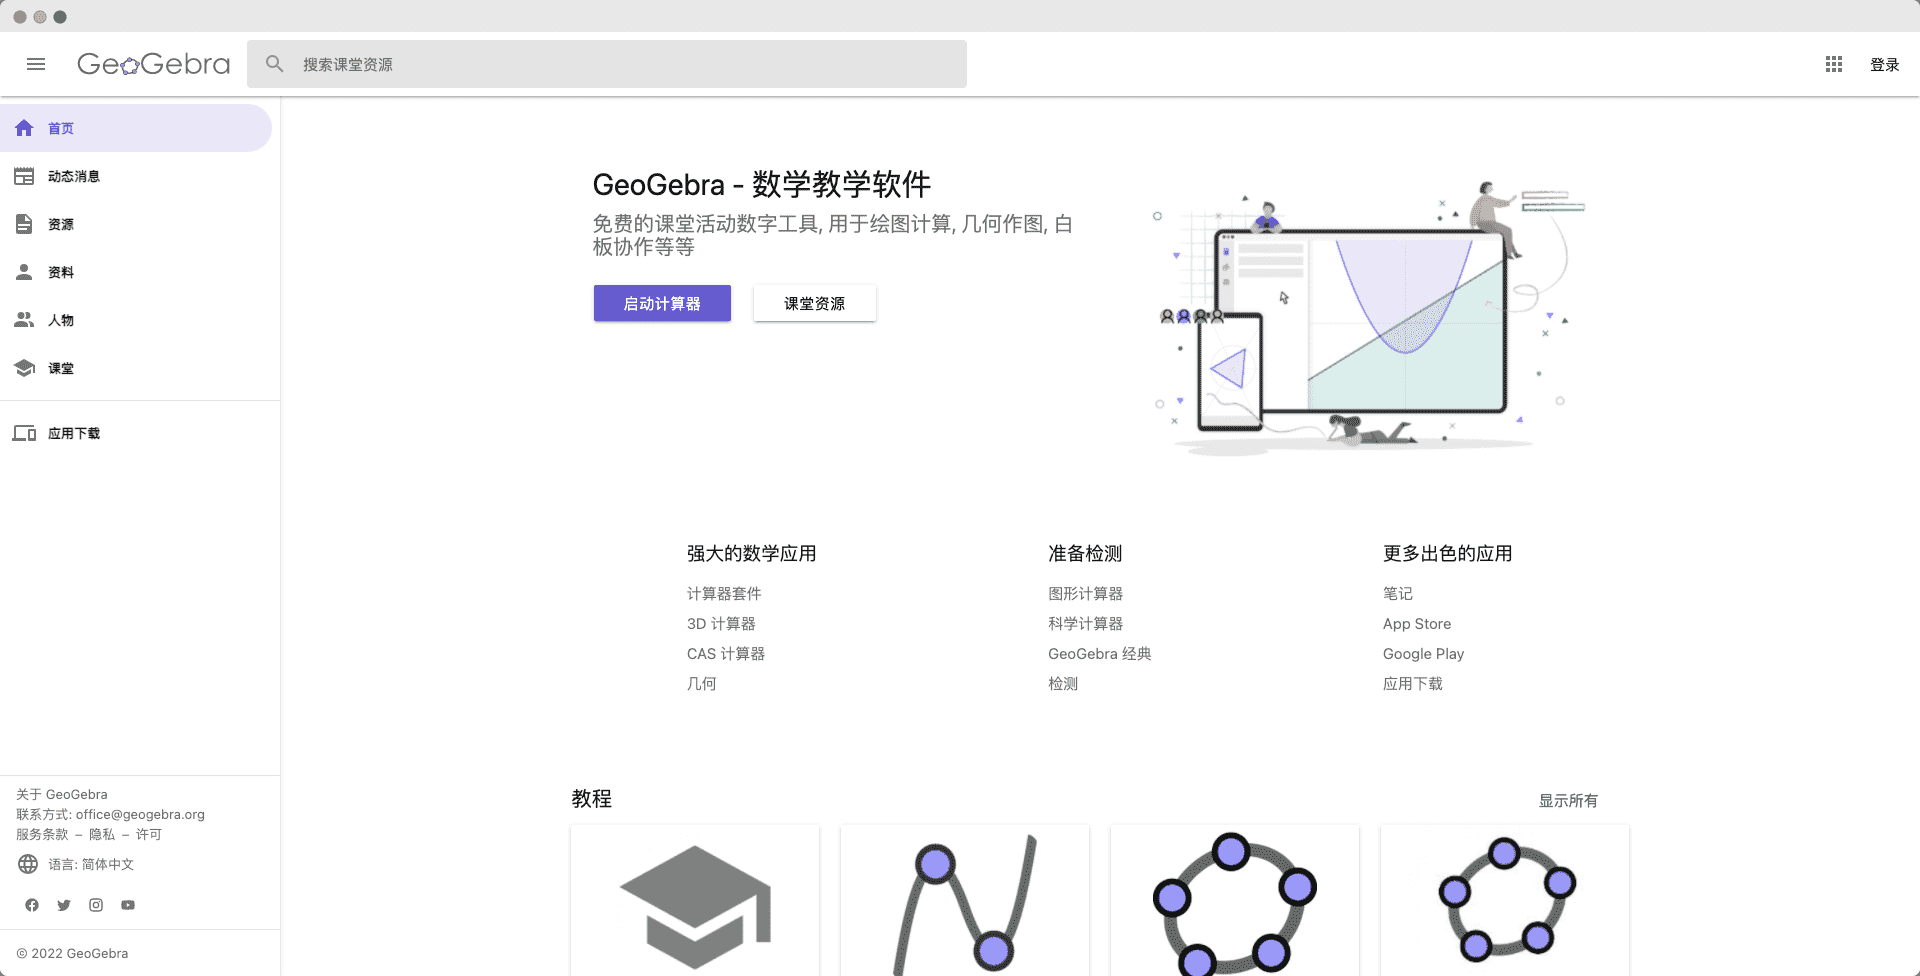 GeoGebra
搜索课堂资源
登录
首页
动态消息
资源
资料
人物
课堂
应用下载
GeoGebra - 数学教学软件
免费的课堂活动数字工具, 用于绘图计算, 几何作图, 白
板协作等等
启动计算器
课堂资源
强大的数学应用
计算器套件
3D 计算器
CAS 计算器
几何
准备检测
图形计算器
科学计算器
GeoGebra 经典
检测
更多出色的应用
笔记
App Store
Google Play
应用下载
教程
显示所有
关于 GeoGebra
联系方式: office@geogebra.org
服务条款 – 隐私 – 许可
语言: 简体中文
© 2022 GeoGebra